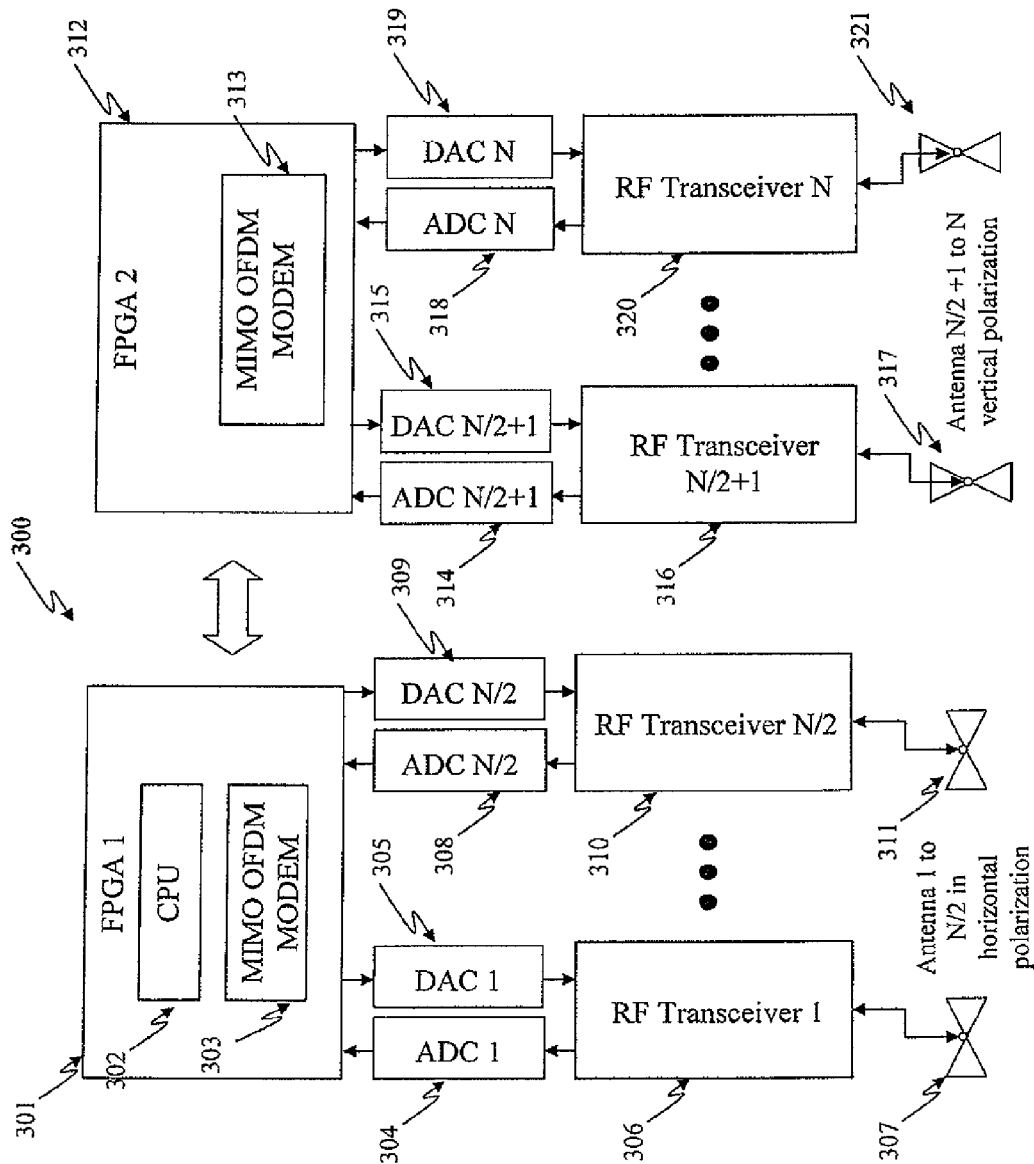 300
301
FPGA 1
302
CPU
303
MIMO OFDM
MODEM
304
ADC 1
305
DAC 1
308
ADC N/2
309
DAC N/2
306
RF Transceiver 1
310
RF Transceiver N/2
307
Antenna 1 to
N/2 in
horizontal
polarization
311
312
FPGA 2
313
MIMO OFDM
MODEM
314
ADC N/2+1
315
DAC N/2+1
318
ADC N
319
DAC N
316
RF Transceiver
N/2+1
320
RF Transceiver N
317
Antenna N/2 +1 to N
vertical polarization
321